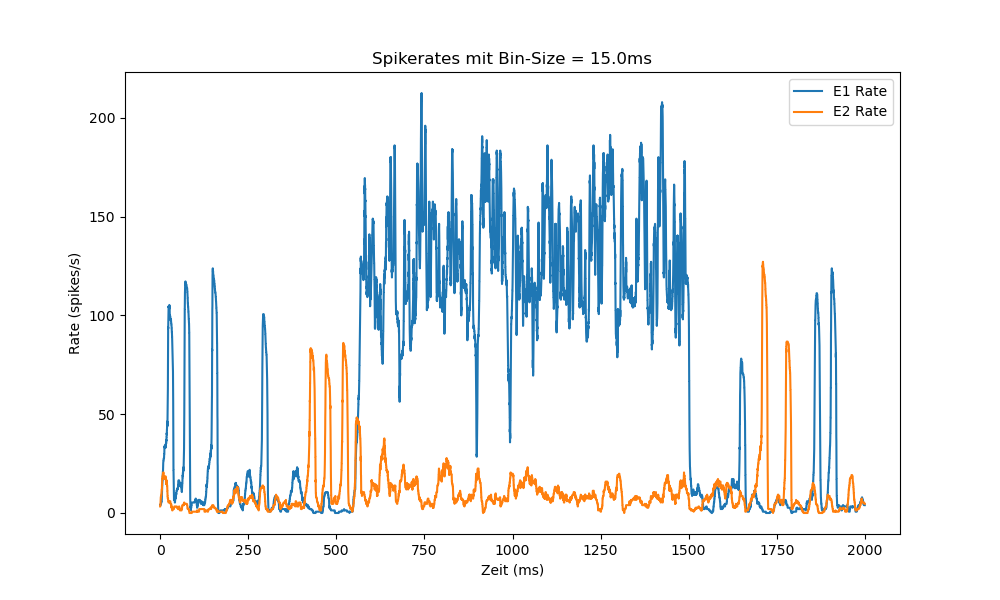 Spikerates mit Bin-Size = 15.0ms
E1 Rate
E2 Rate
Rate (spikes/s)
200
150
100
50
0
0 250 500 750 1000 1250 1500 1750 2000
Zeit (ms)